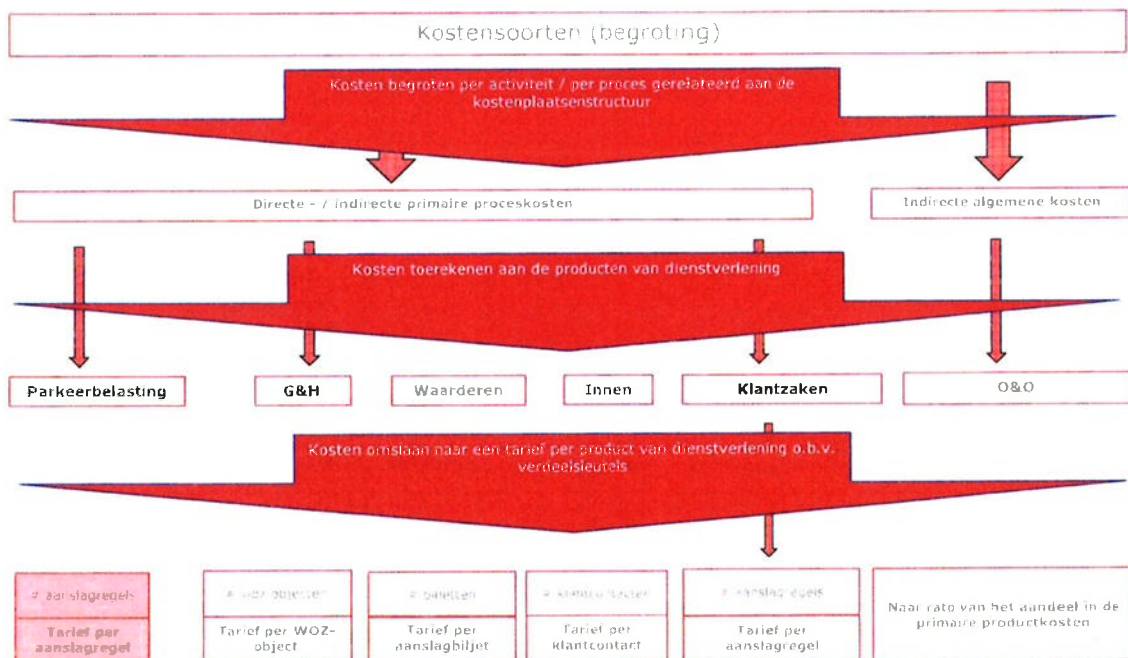 Kostensoorten (begroting)
Kosten begroten per activiteit / per proces gerelateerd aan de
kostenplaatsenstructuur
Directe - / indirecte primaire proceskosten
Indirecte algemene kosten
Kosten toerekenen aan de producten van dienstverlening
Parkeerbelasting
G&H
Waarderen
Innen
Klantzaken
O&O
Kosten omslaan naar een tarief per product van dienstverlening o.b.v.
verdeelsleutels
# aanslagregels
Tarief per
aanslagregel
# objecten
Tarief per WOZ-
object
#
Tarief per
aanslagbiljet
# klantcontacten
Tarief per
klantcontact
# aanslagregels
Tarief per
aanslagregel
Naar rato van het aandeel in de
primaire productkosten